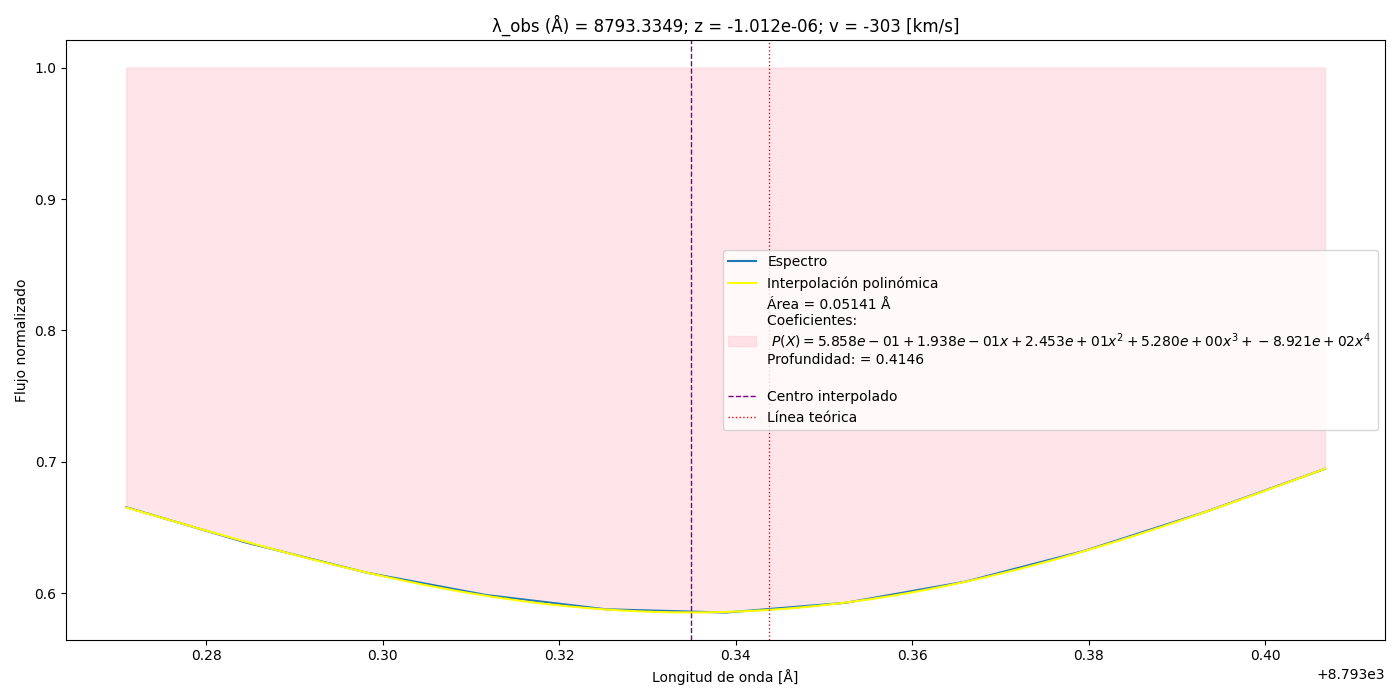 λ_obs (Å) = 8793.3349; z = -1.012e-06; v = -303 [km/s]
Flujo normalizado
1.0
0.9
0.8
0.7
0.6
Espectro
Interpolación polinómica
Área = 0.05141 Å
Coeficientes:
P(X) = 5.858e − 01 + 1.938e − 01x + 2.453e + 01x² + 5.280e + 00x³ + − 8.921e + 02x⁴
Profundidad: = 0.4146
Centro interpolado
Línea teórica
0.28 0.30 0.32 0.34 0.36 0.38 0.40
Longitud de onda [Å]
+8.793e3